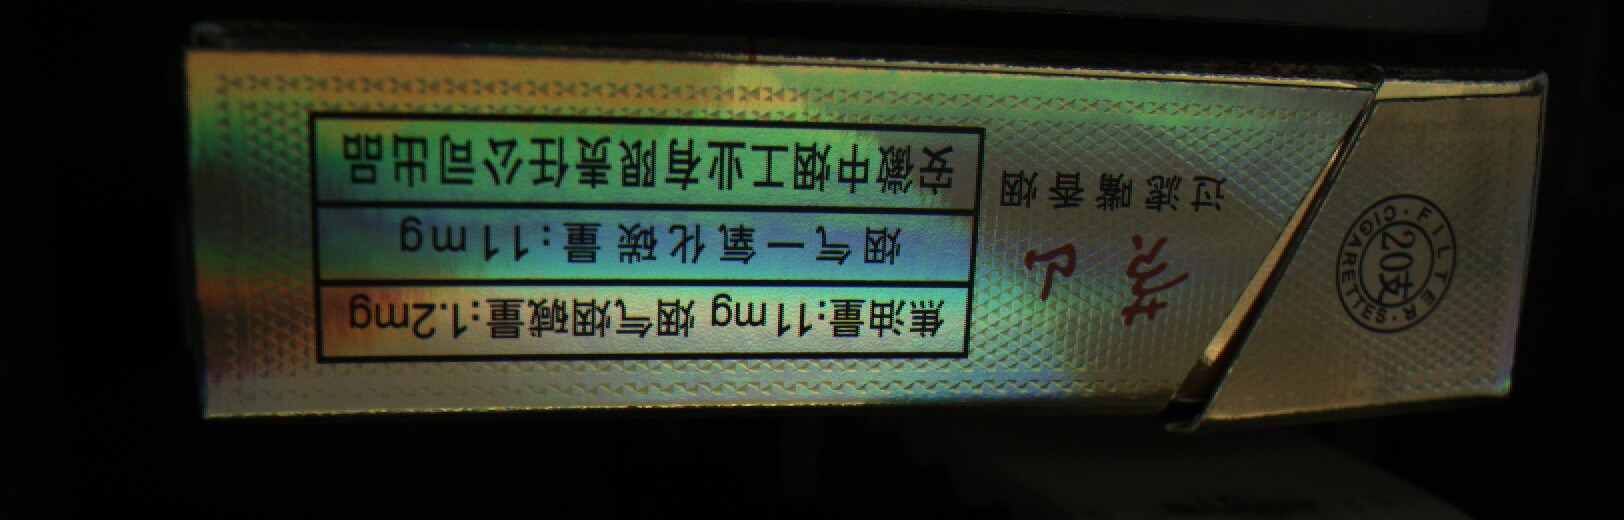 FILTER · CIGARETTES ·
20支
黄山
过滤嘴香烟
焦油量:11mg 烟气烟碱量:1.2mg
烟气一氧化碳量:11mg
安徽中烟工业有限责任公司出品